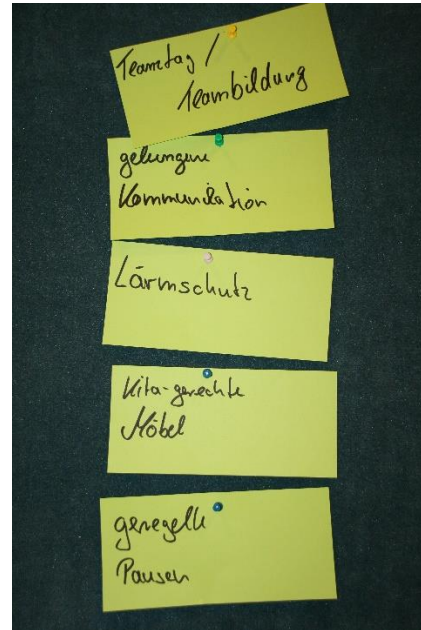 Teamtag /
Teambildung
gelungene
Kommunikation
Lärmschutz
Kita-gerechte
Möbel
geregelte
Pausen